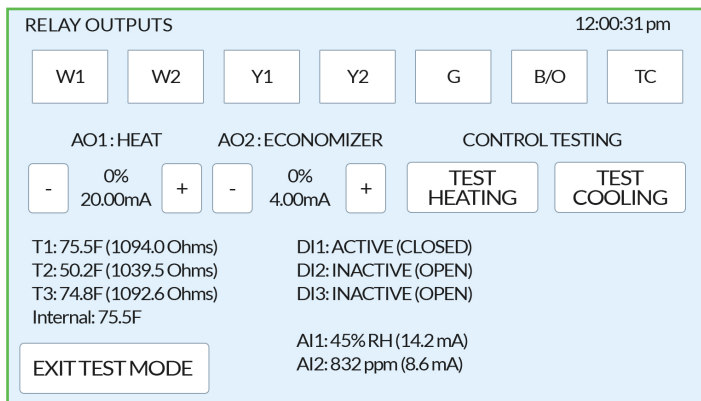 RELAY OUTPUTS 12:00:31 pm
W1 W2 Y1 Y2 G B/O TC
AO1: HEAT AO2: ECONOMIZER CONTROL TESTING
- 0% + - 0% + TEST TEST
20.00mA 4.00mA HEATING COOLING
T1: 75.5F (1094.0 Ohms)
T2: 50.2F (1039.5 Ohms)
T3: 74.8F (1092.6 Ohms)
Internal: 75.5F
DI1: ACTIVE (CLOSED)
DI2: INACTIVE (OPEN)
DI3: INACTIVE (OPEN)
AI1: 45% RH (14.2 mA)
AI2: 832 ppm (8.6 mA)
EXIT TEST MODE